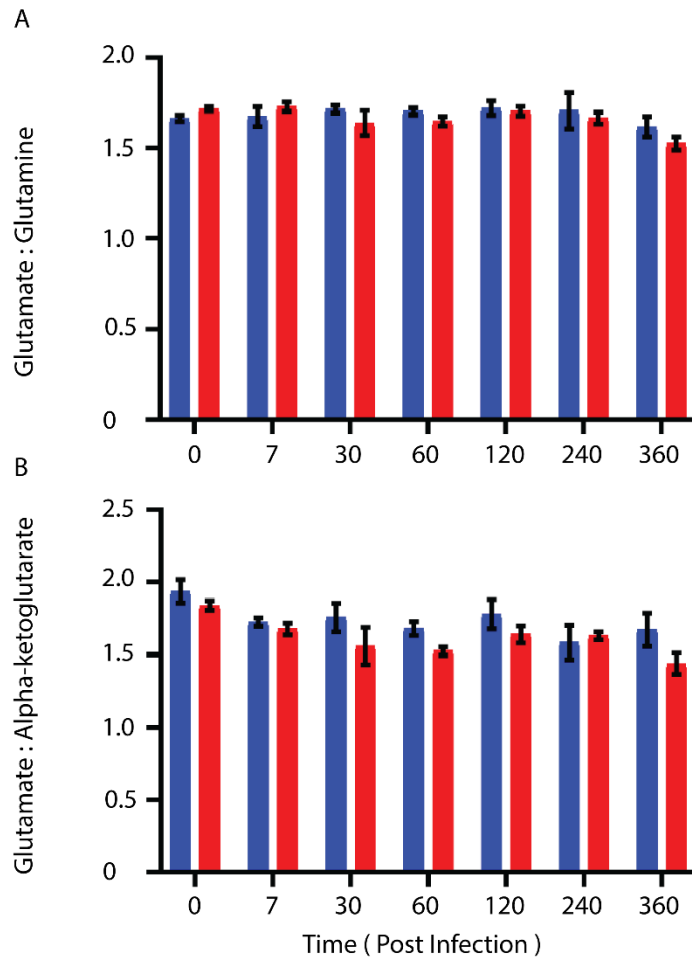 A
Glutamate : Glutamine
2.0
1.5
1.0
0.5
0
0 7 30 60 120 240 360
B
Glutamate : Alpha-ketoglutarate
2.5
2.0
1.5
1.0
0.5
0
0 7 30 60 120 240 360
Time ( Post Infection )